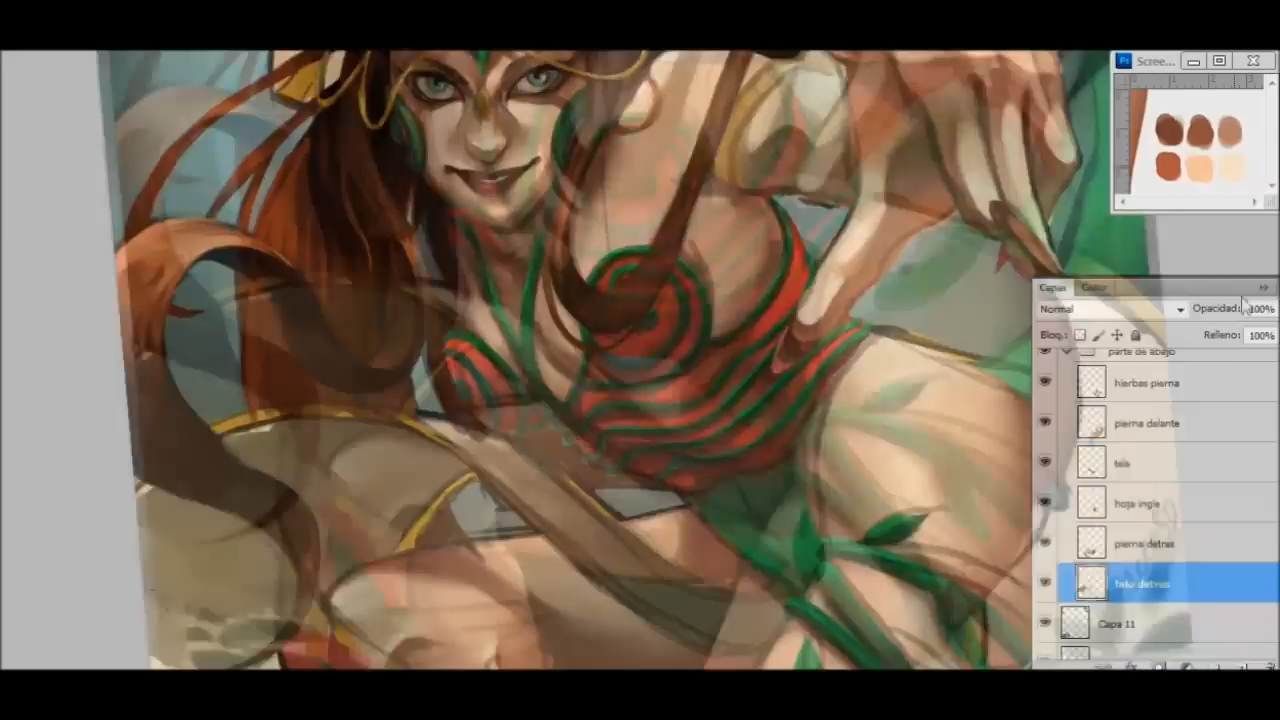 Ps Scree...
Capas
Normal Opacidad: 100%
Bloq.: Relleno: 100%
parte de abajo
hierbas pierna
pierna delante
tela
hoja ingle
pierna detras
tela detras
Capa 11